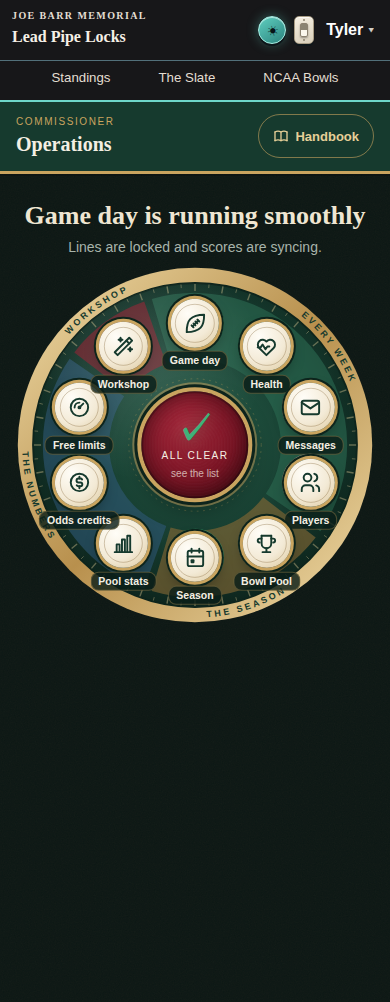 JOE BARR MEMORIAL
Lead Pipe Locks
Tyler
Standings
The Slate
NCAA Bowls
COMMISSIONER
Operations
Handbook
Game day is running smoothly
Lines are locked and scores are syncing.
WORKSHOP
EVERY WEEK
Game day
Workshop
Health
Free limits
Messages
ALL CLEAR
see the list
THE NUMBERS
Odds credits
Players
Pool stats
Season
Bowl Pool
THE SEASON